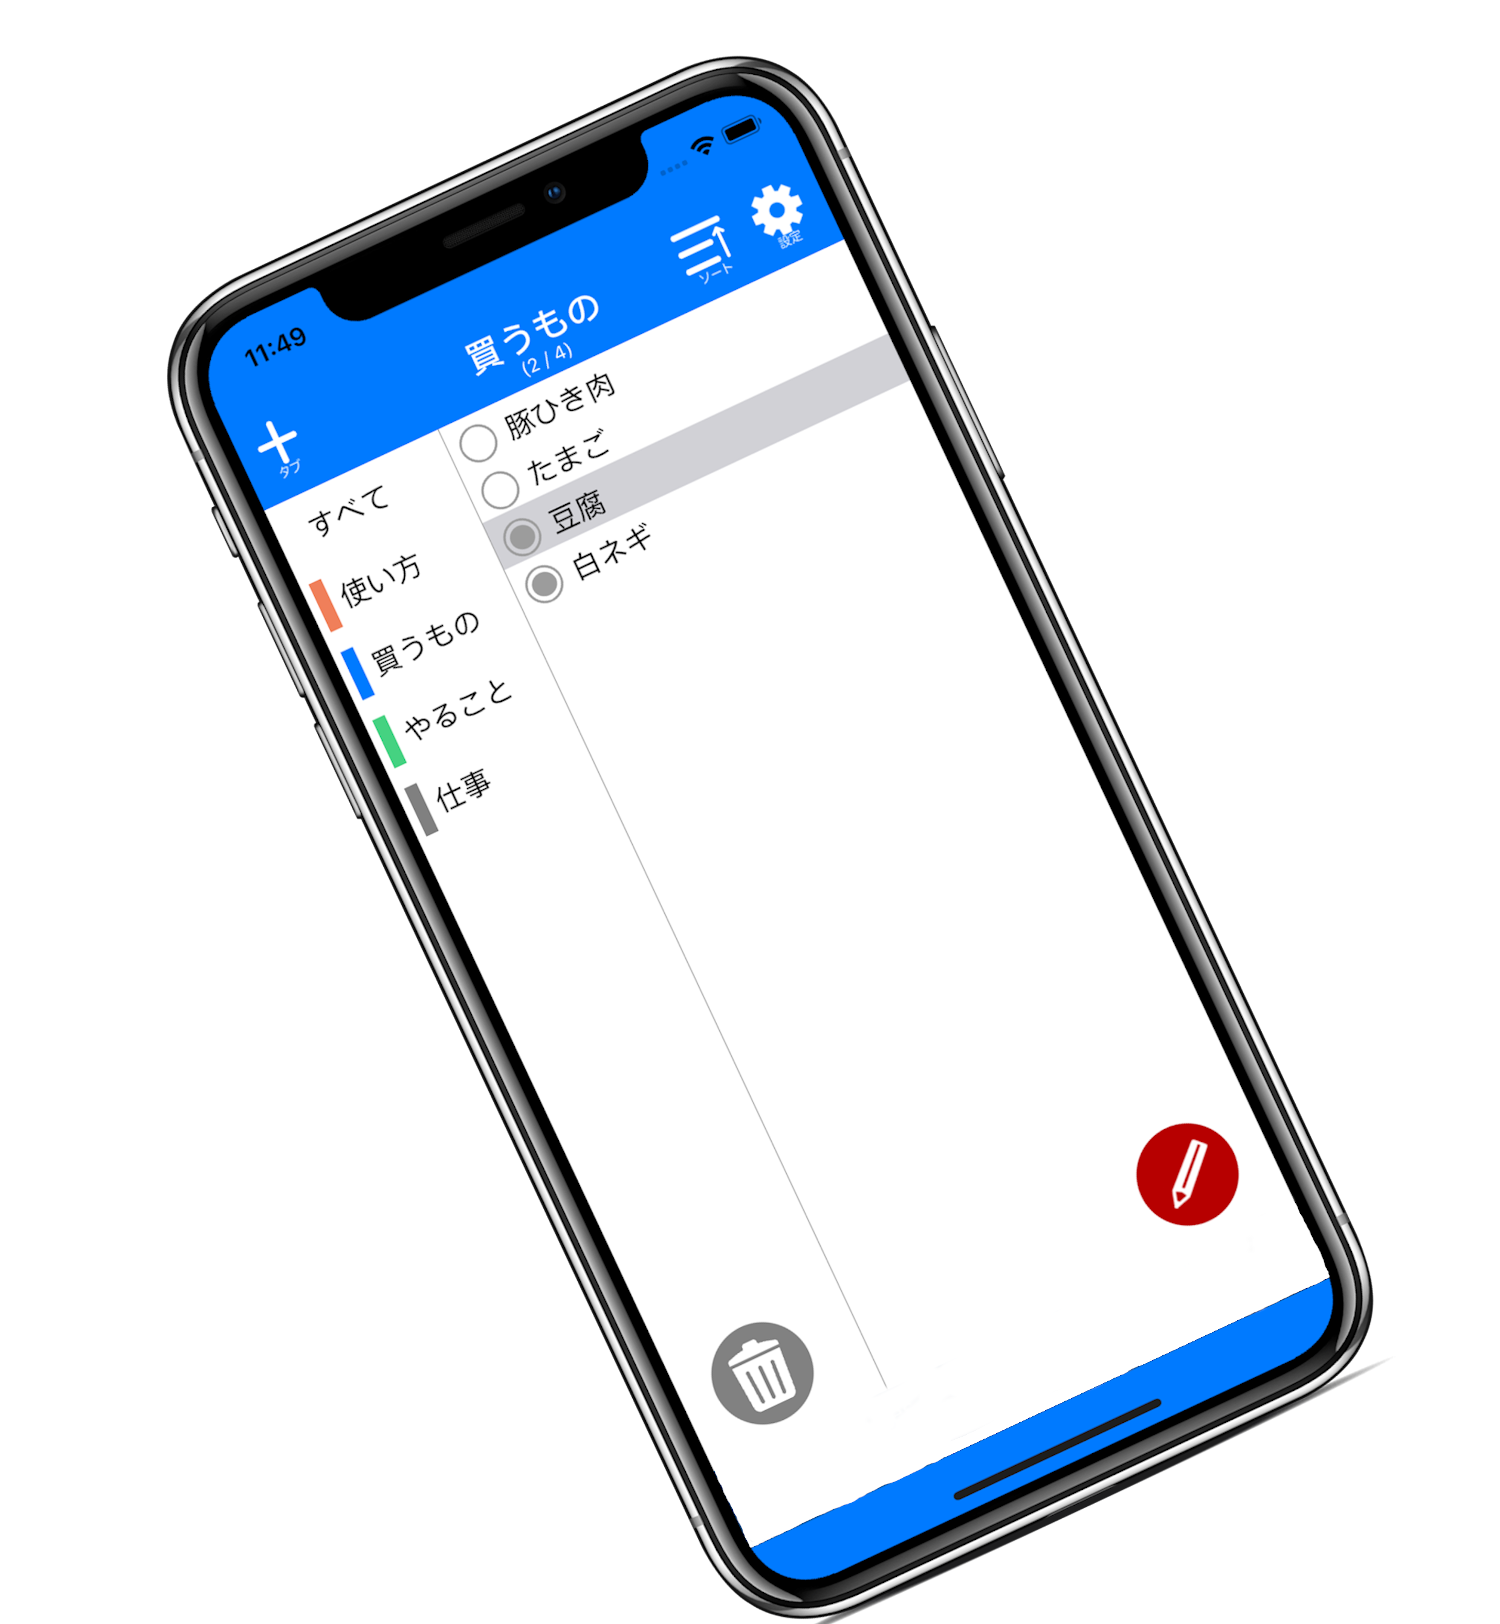 11:49
設定
ソート
買うもの
(2 / 4)
タブ
すべて
使い方
買うもの
やること
仕事
豚ひき肉
たまご
豆腐
白ネギ